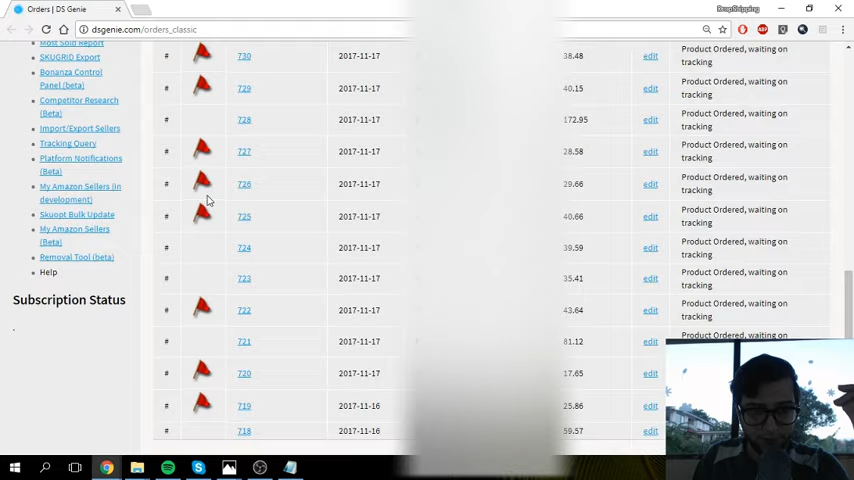 Orders | DS Genie
DropShipping
dsgenie.com/orders_classic
Most Sold Report
SKUGRID Export
Bonanza Control
Panel (beta)
Competitor Research
(Beta)
Import/Export Sellers
Tracking Query
Platform Notifications
(Beta)
My Amazon Sellers (in
development)
Skuopt Bulk Update
My Amazon Sellers
(Beta)
Removal Tool (beta)
Help
Subscription Status
.
# 730 2017-11-17 38.48 edit Product Ordered, waiting on
tracking
# 729 2017-11-17 40.15 edit Product Ordered, waiting on
tracking
# 728 2017-11-17 172.95 edit Product Ordered, waiting on
tracking
# 727 2017-11-17 28.58 edit Product Ordered, waiting on
tracking
# 726 2017-11-17 29.66 edit Product Ordered, waiting on
tracking
# 725 2017-11-17 40.66 edit Product Ordered, waiting on
tracking
# 724 2017-11-17 39.59 edit Product Ordered, waiting on
tracking
# 723 2017-11-17 35.41 edit Product Ordered, waiting on
tracking
# 722 2017-11-17 43.64 edit Product Ordered, waiting on
tracking
# 721 2017-11-17 81.12 edit Product Ordered, waiting on
# 720 2017-11-17 17.65 edit
# 719 2017-11-16 25.86 edit
# 718 2017-11-16 59.57 edit